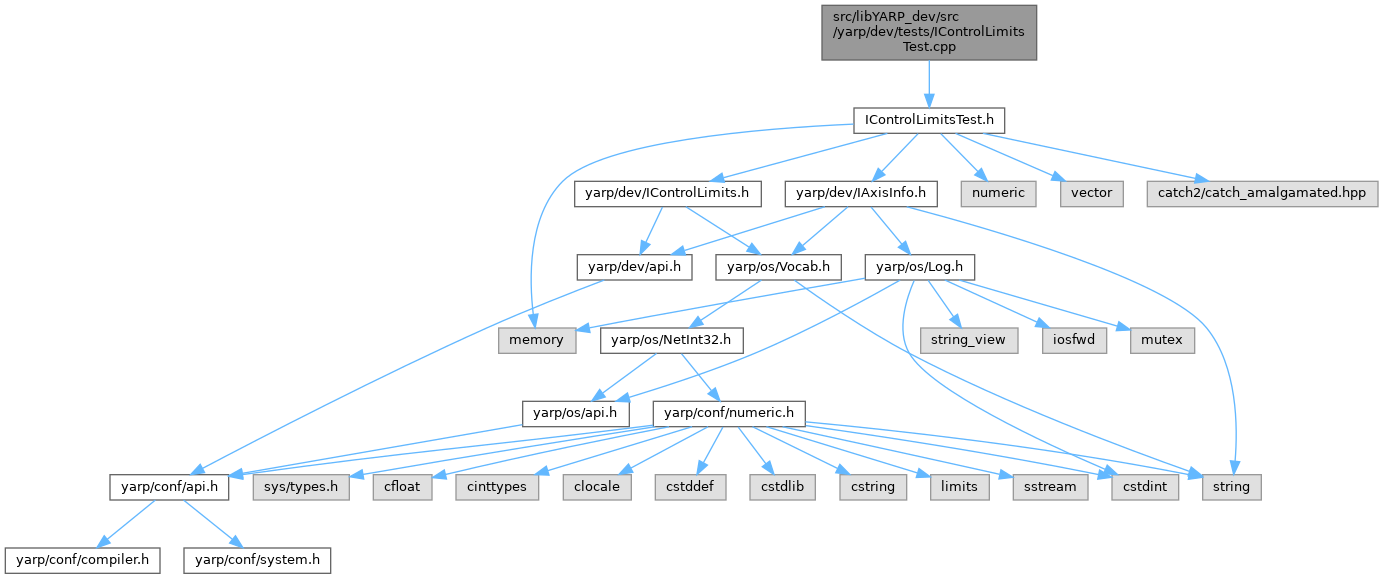 src/libYARP_dev/src
/yarp/dev/tests/IControlLimits
Test.cpp
IControlLimitsTest.h
yarp/dev/IControlLimits.h
yarp/dev/IAxisInfo.h
numeric
vector
catch2/catch_amalgamated.hpp
yarp/dev/api.h
yarp/os/Vocab.h
yarp/os/Log.h
memory
yarp/os/NetInt32.h
string_view
iosfwd
mutex
yarp/os/api.h
yarp/conf/numeric.h
yarp/conf/api.h
sys/types.h
cfloat
cinttypes
clocale
cstddef
cstdlib
cstring
limits
sstream
cstdint
string
yarp/conf/compiler.h
yarp/conf/system.h